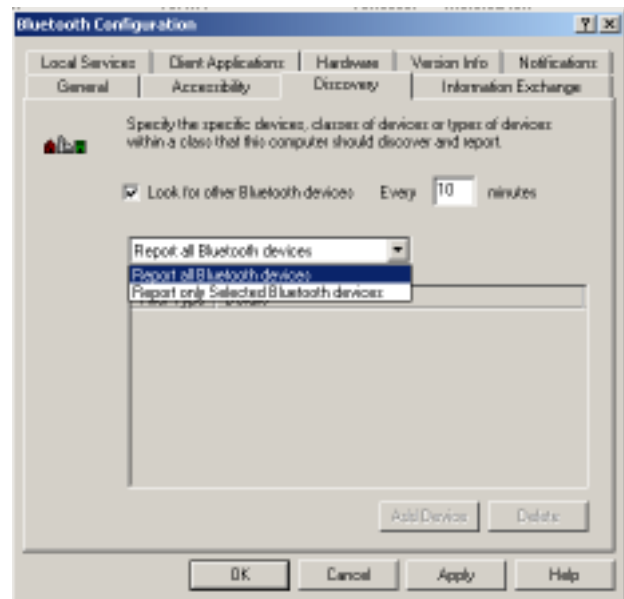 Bluetooth Configuration
Local Services Client Applications Hardware Version Info Notifications
General Accessibility Discovery Information Exchange
Specify the specific devices, classes of devices or types of devices
within a class that this computer should discover and report.
Look for other Bluetooth devices Every 10 minutes
Report all Bluetooth devices
Report all Bluetooth devices
Report only Selected Bluetooth devices
Add Device Delete
OK Cancel Apply Help